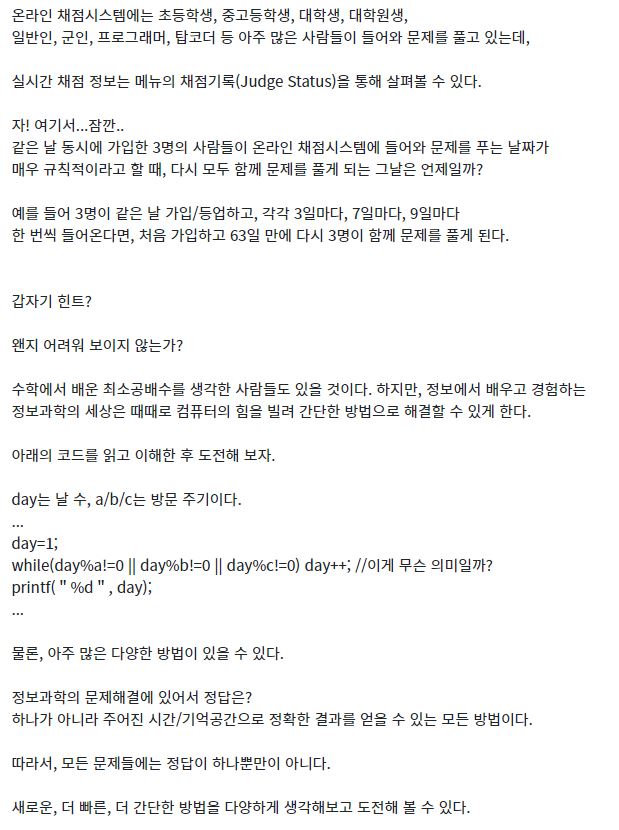 온라인 채점시스템에는 초등학생, 중고등학생, 대학생, 대학원생,
일반인, 군인, 프로그래머, 탑코더 등 아주 많은 사람들이 들어와 문제를 풀고 있는데,
실시간 채점 정보는 메뉴의 채점기록(Judge Status)을 통해 살펴볼 수 있다.
자! 여기서...잠깐..
같은 날 동시에 가입한 3명의 사람들이 온라인 채점시스템에 들어와 문제를 푸는 날짜가
매우 규칙적이라고 할 때, 다시 모두 함께 문제를 풀게 되는 그날은 언제일까?
예를 들어 3명이 같은 날 가입/등업하고, 각각 3일마다, 7일마다, 9일마다
한 번씩 들어온다면, 처음 가입하고 63일 만에 다시 3명이 함께 문제를 풀게 된다.
갑자기 힌트?
왠지 어려워 보이지 않는가?
수학에서 배운 최소공배수를 생각한 사람들도 있을 것이다. 하지만, 정보에서 배우고 경험하는
정보과학의 세상은 때때로 컴퓨터의 힘을 빌려 간단한 방법으로 해결할 수 있게 한다.
아래의 코드를 읽고 이해한 후 도전해 보자.
day는 날 수, a/b/c는 방문 주기이다.
...
day=1;
while(day%a!=0 || day%b!=0 || day%c!=0) day++; //이게 무슨 의미일까?
printf( " %d " , day);
...
물론, 아주 많은 다양한 방법이 있을 수 있다.
정보과학의 문제해결에 있어서 정답은?
하나가 아니라 주어진 시간/기억공간으로 정확한 결과를 얻을 수 있는 모든 방법이다.
따라서, 모든 문제들에는 정답이 하나뿐만이 아니다.
새로운, 더 빠른, 더 간단한 방법을 다양하게 생각해보고 도전해 볼 수 있다.